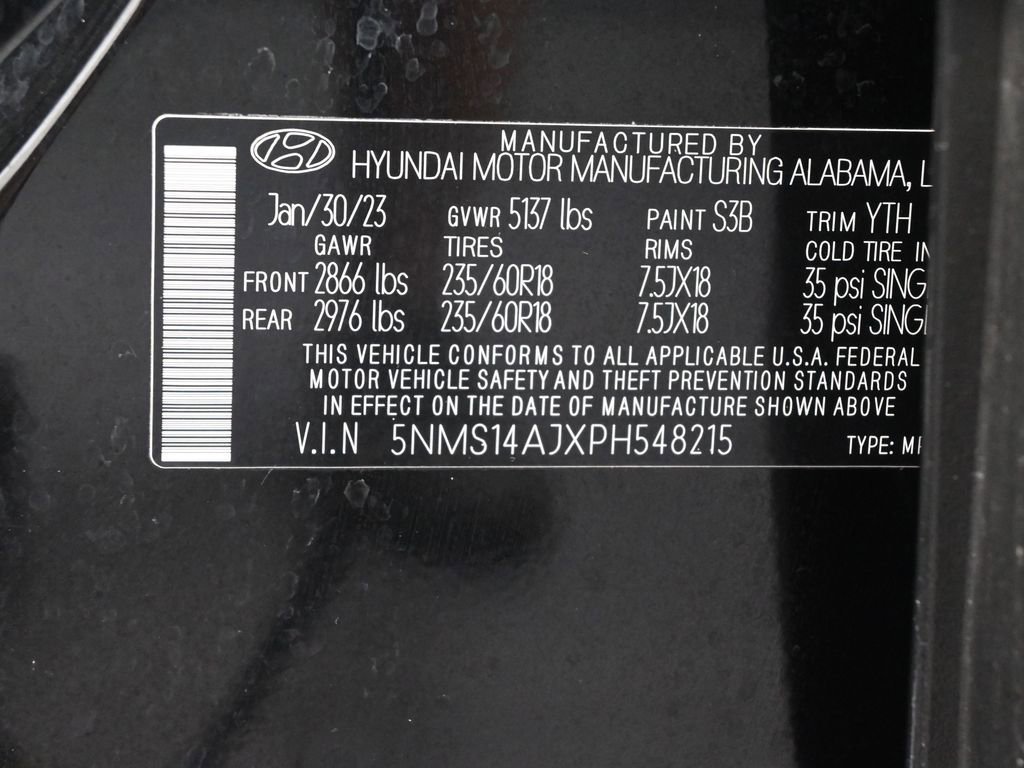 MANUFACTURED BY
HYUNDAI MOTOR MANUFACTURING ALABAMA, L
Jan/30/23 GVWR 5137 lbs PAINT S3B TRIM YTH
GAWR TIRES RIMS COLD TIRE IN
FRONT 2866 lbs 235/60R18 7.5JX18 35 psi SING
REAR 2976 lbs 235/60R18 7.5JX18 35 psi SINGL
THIS VEHICLE CONFORMS TO ALL APPLICABLE U.S.A. FEDERAL
MOTOR VEHICLE SAFETY AND THEFT PREVENTION STANDARDS
IN EFFECT ON THE DATE OF MANUFACTURE SHOWN ABOVE
V.I.N 5NMS14AJXPH548215 TYPE: MP